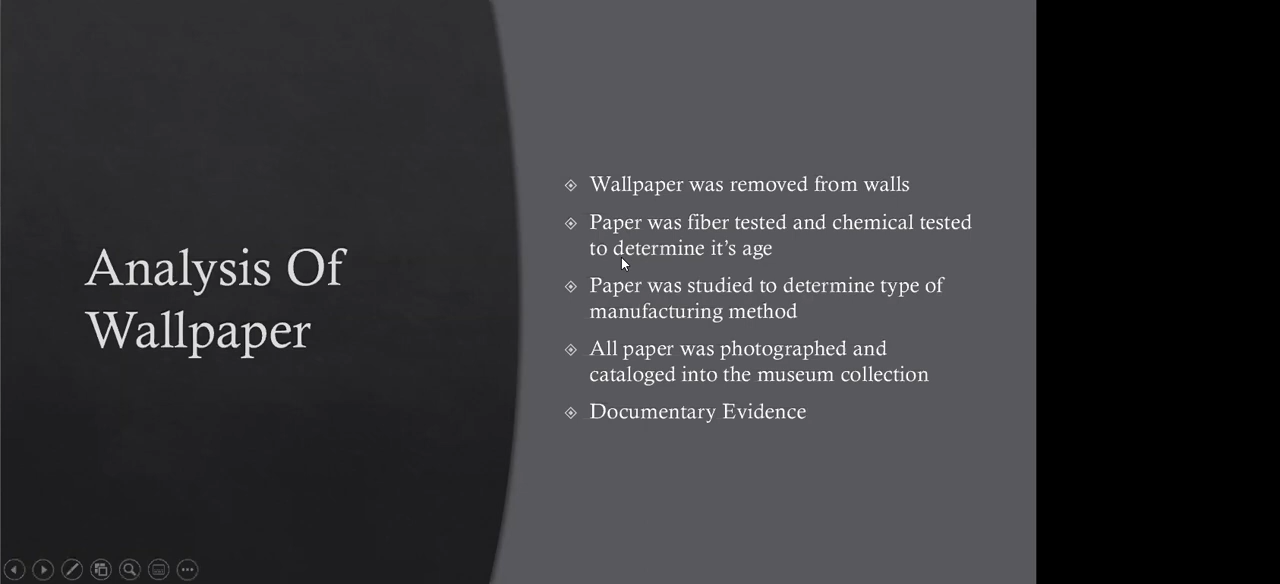 Analysis Of
Wallpaper
Wallpaper was removed from walls
Paper was fiber tested and chemical tested
to determine it’s age
Paper was studied to determine type of
manufacturing method
All paper was photographed and
cataloged into the museum collection
Documentary Evidence